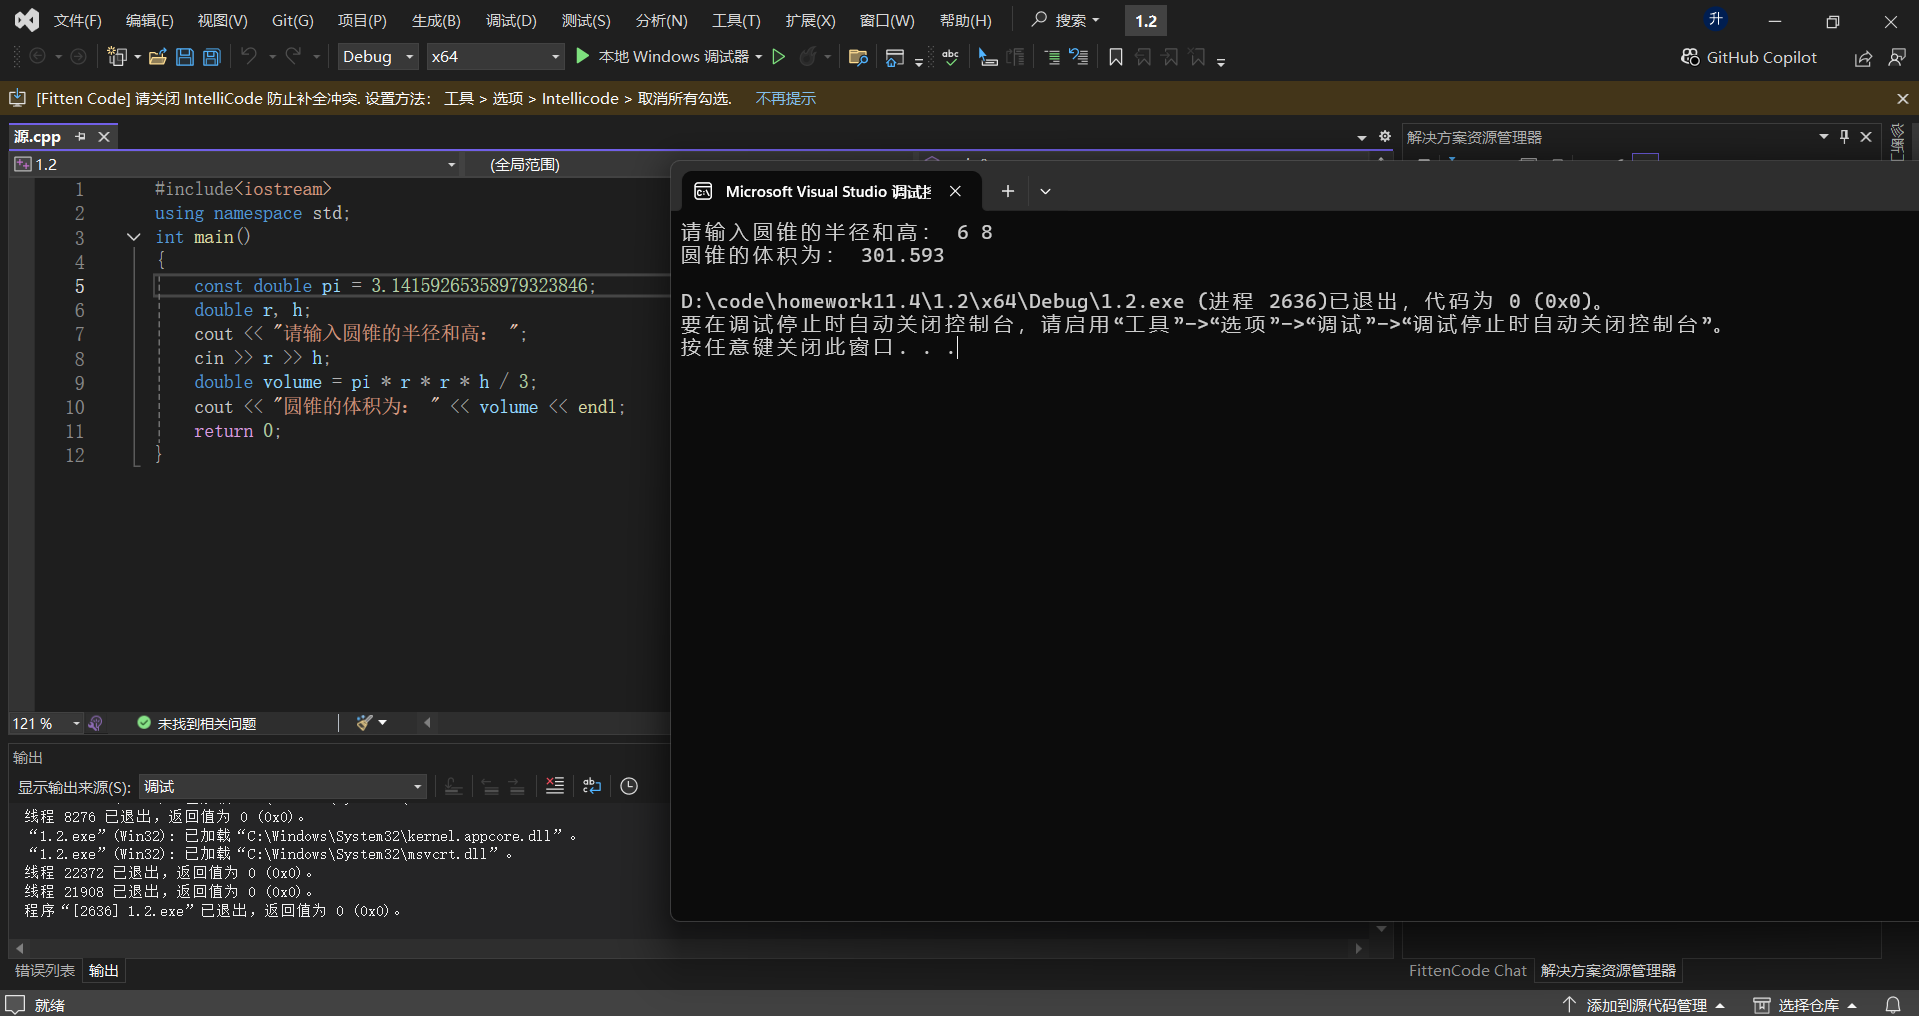 文件(F) 编辑(E) 视图(V) Git(G) 项目(P) 生成(B) 调试(D) 测试(S) 分析(N) 工具(T) 扩展(X) 窗口(W) 帮助(H) 搜索 1.2 升
Debug x64 本地 Windows 调试器 GitHub Copilot
[Fitten Code] 请关闭 IntelliCode 防止补全冲突. 设置方法： 工具 > 选项 > Intellicode > 取消所有勾选. 不再提示
源.cpp
1.2 (全局范围)
1 #include<iostream>
2 using namespace std;
3 int main()
4 {
5 const double pi = 3.14159265358979323846;
6 double r, h;
7 cout << "请输入圆锥的半径和高： ";
8 cin >> r >> h;
9 double volume = pi * r * r * h / 3;
10 cout << "圆锥的体积为： " << volume << endl;
11 return 0;
12 }
121 % 未找到相关问题
Microsoft Visual Studio 调试
请输入圆锥的半径和高： 6 8
圆锥的体积为： 301.593
D:\code\homework11.4\1.2\x64\Debug\1.2.exe (进程 2636)已退出，代码为 0 (0x0)。
要在调试停止时自动关闭控制台，请启用“工具”->“选项”->“调试”->“调试停止时自动关闭控制台”。
按任意键关闭此窗口. . .
输出
显示输出来源(S): 调试
线程 8276 已退出，返回值为 0 (0x0)。
“1.2.exe”(Win32): 已加载“C:\Windows\System32\kernel.appcore.dll”。
“1.2.exe”(Win32): 已加载“C:\Windows\System32\msvcrt.dll”。
线程 22372 已退出，返回值为 0 (0x0)。
线程 21908 已退出，返回值为 0 (0x0)。
程序“[2636] 1.2.exe”已退出，返回值为 0 (0x0)。
错误列表 输出
解决方案资源管理器
FittenCode Chat 解决方案资源管理器
就绪 添加到源代码管理 选择仓库